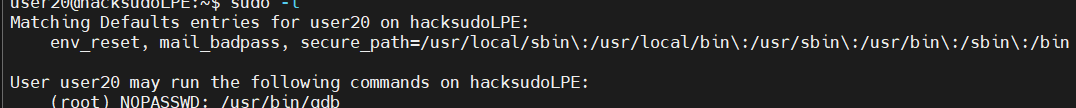 user20@hacksudoLPE:~$ sudo -l
Matching Defaults entries for user20 on hacksudoLPE:
    env_reset, mail_badpass, secure_path=/usr/local/sbin\:/usr/local/bin\:/usr/sbin\:/usr/bin\:/sbin\:/bin

User user20 may run the following commands on hacksudoLPE:
    (root) NOPASSWD: /usr/bin/gdb